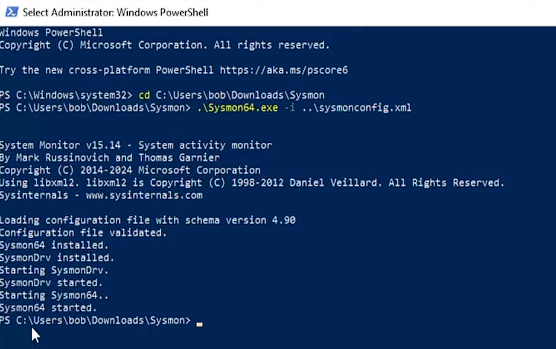 Select Administrator: Windows PowerShell
Windows PowerShell
Copyright (C) Microsoft Corporation. All rights reserved.
Try the new cross-platform PowerShell https://aka.ms/pscore6
PS C:\Windows\system32> cd C:\Users\bob\Downloads\Sysmon
PS C:\Users\bob\Downloads\Sysmon> .\Sysmon64.exe -i ..\sysmonconfig.xml
System Monitor v15.14 - System activity monitor
By Mark Russinovich and Thomas Garnier
Copyright (C) 2014-2024 Microsoft Corporation
Using libxml2. libxml2 is Copyright (C) 1998-2012 Daniel Veillard. All Rights Reserved.
Sysinternals - www.sysinternals.com
Loading configuration file with schema version 4.90
Configuration file validated.
Sysmon64 installed.
SysmonDrv installed.
Starting SysmonDrv.
SysmonDrv started.
Starting Sysmon64..
Sysmon64 started.
PS C:\Users\bob\Downloads\Sysmon>